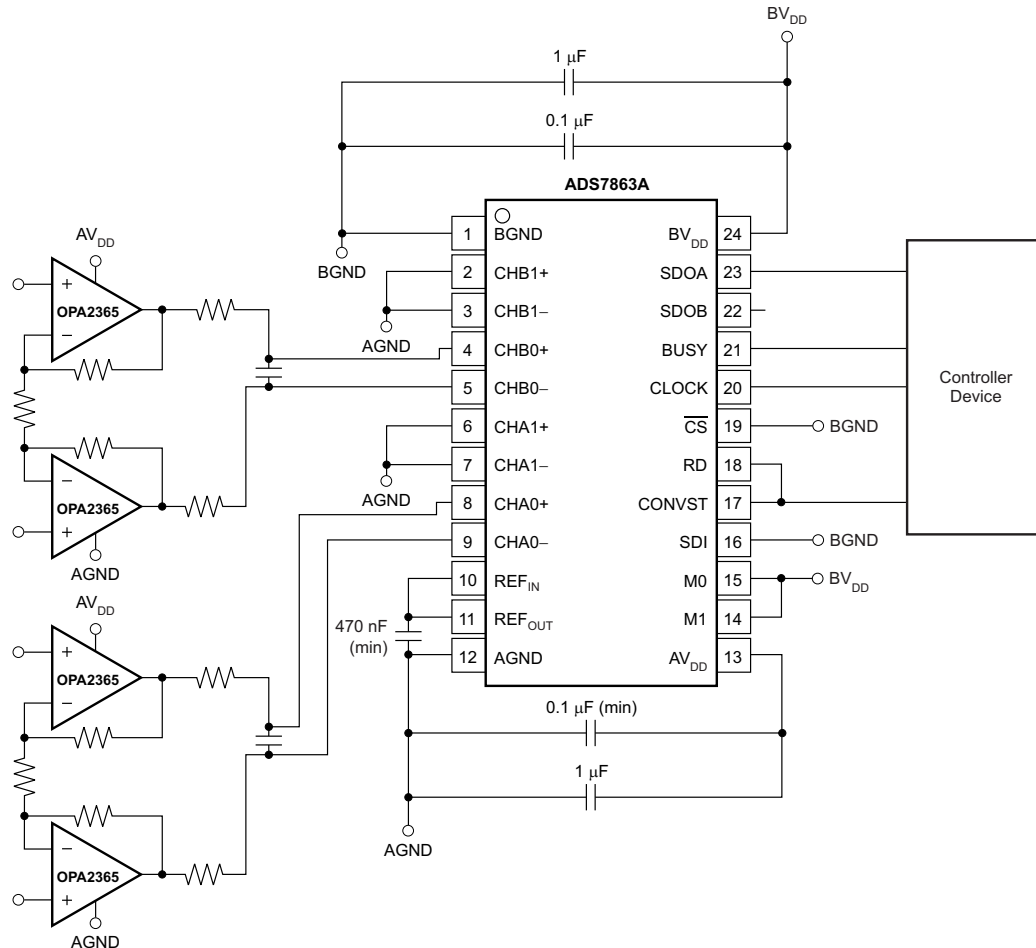 BV_DD
1 μF
0.1 μF
ADS7863A
BGND
AGND
AGND
1 BGND
2 CHB1+
3 CHB1−
4 CHB0+
5 CHB0−
6 CHA1+
7 CHA1−
8 CHA0+
9 CHA0−
10 REF_IN
11 REF_OUT
12 AGND
BV_DD 24
SDOA 23
SDOB 22
BUSY 21
CLOCK 20
C̅S̅ 19
RD 18
CONVST 17
SDI 16
M0 15
M1 14
AV_DD 13
BGND
BGND
BV_DD
Controller
Device
AV_DD
+
OPA2365
−
−
OPA2365
+
AGND
AV_DD
+
OPA2365
−
−
OPA2365
+
AGND
470 nF
(min)
0.1 μF (min)
1 μF
AGND